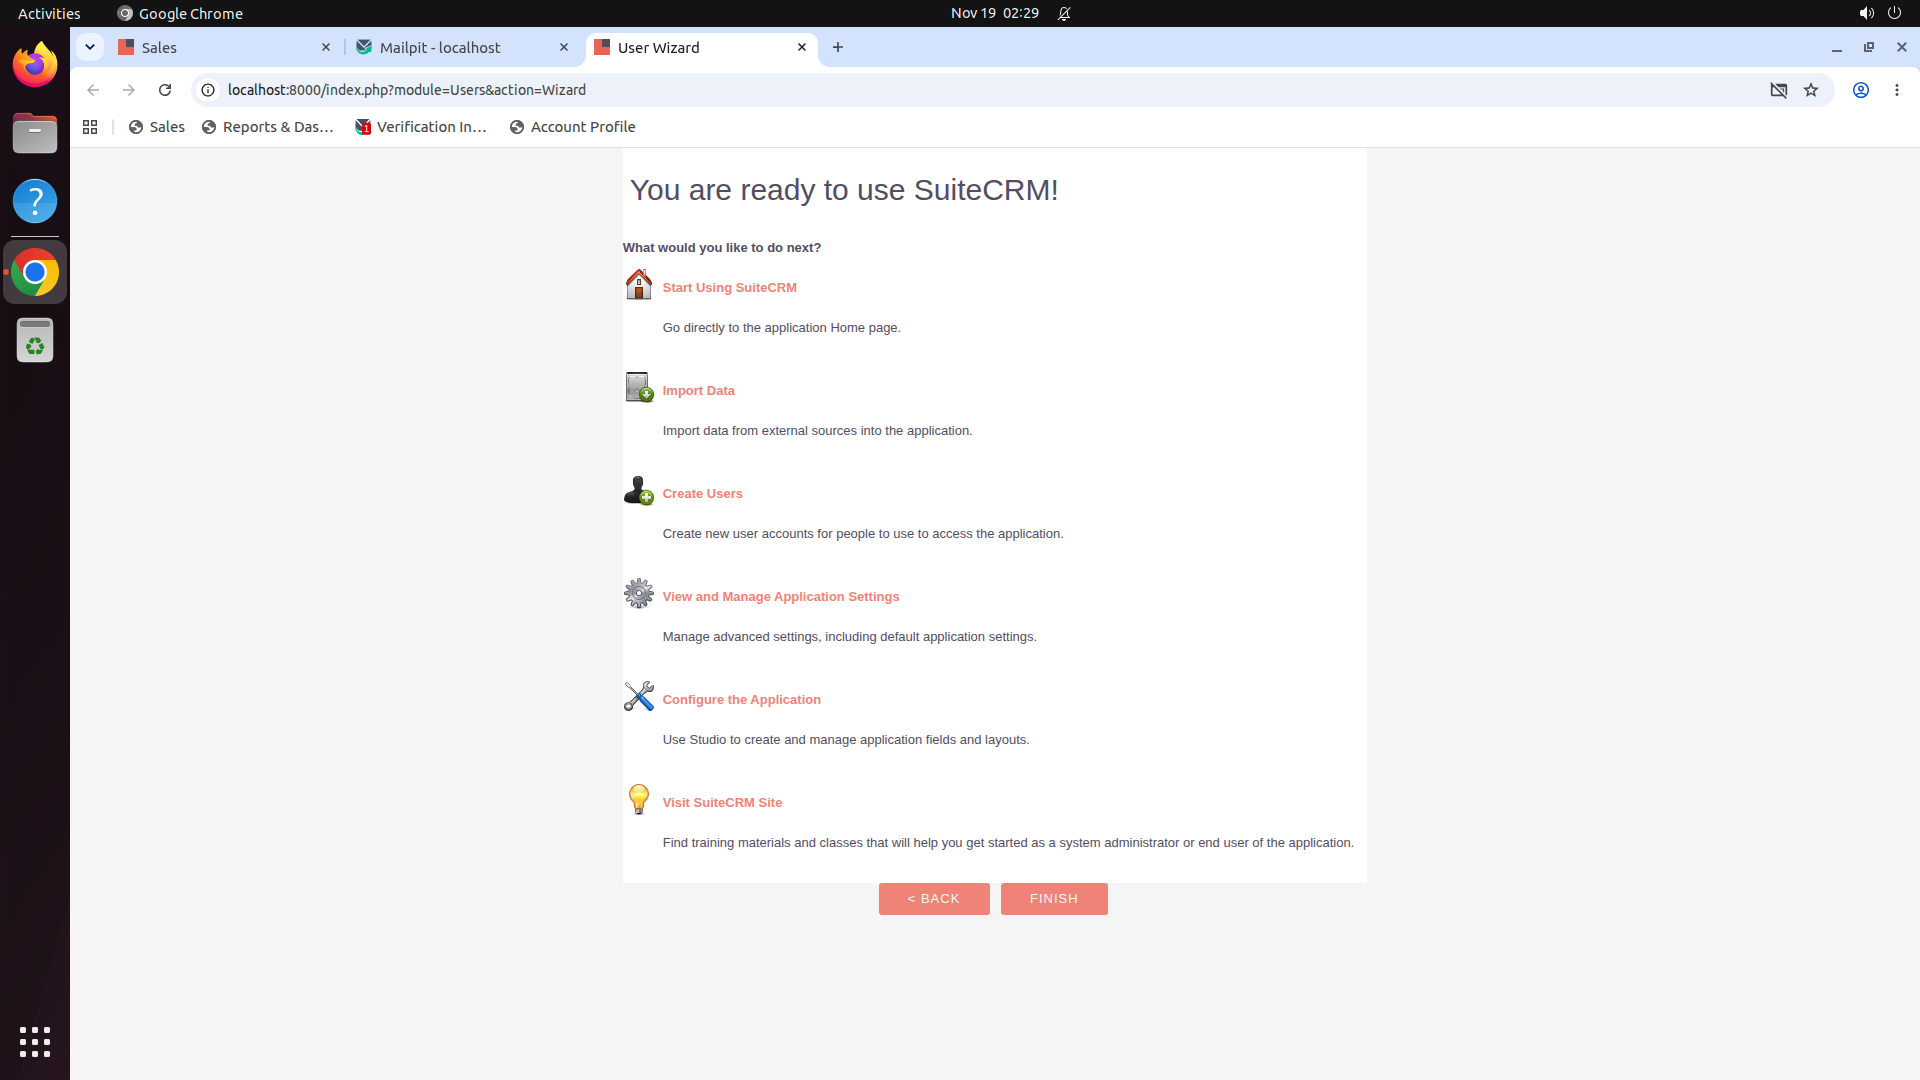 Activities
Google Chrome
Nov 19 02:29
Sales
Mailpit - localhost
User Wizard
localhost:8000/index.php?module=Users&action=Wizard
Sales
Reports & Das…
1
Verification In…
Account Profile
You are ready to use SuiteCRM!
What would you like to do next?
Start Using SuiteCRM
Go directly to the application Home page.
Import Data
Import data from external sources into the application.
Create Users
Create new user accounts for people to use to access the application.
View and Manage Application Settings
Manage advanced settings, including default application settings.
Configure the Application
Use Studio to create and manage application fields and layouts.
Visit SuiteCRM Site
Find training materials and classes that will help you get started as a system administrator or end user of the application.
< BACK
FINISH